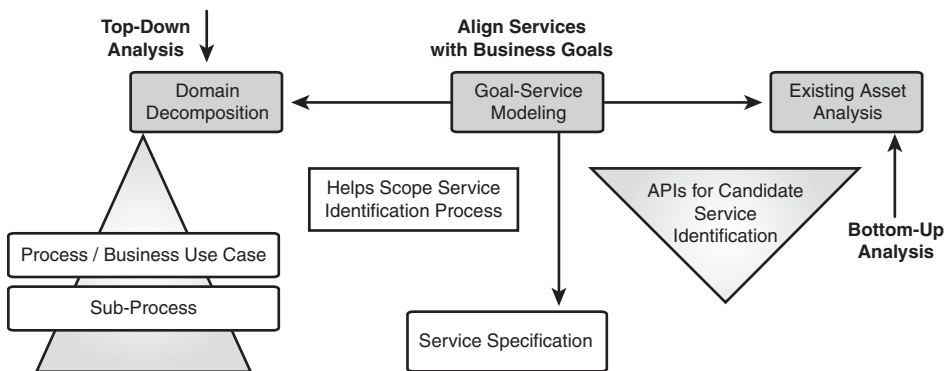 Top-Down
Analysis
Align Services
with Business Goals
Domain
Decomposition
Goal-Service
Modeling
Existing Asset
Analysis
Helps Scope Service
Identification Process
APIs for Candidate
Service
Identification
Bottom-Up
Analysis
Process / Business Use Case
Sub-Process
Service Specification